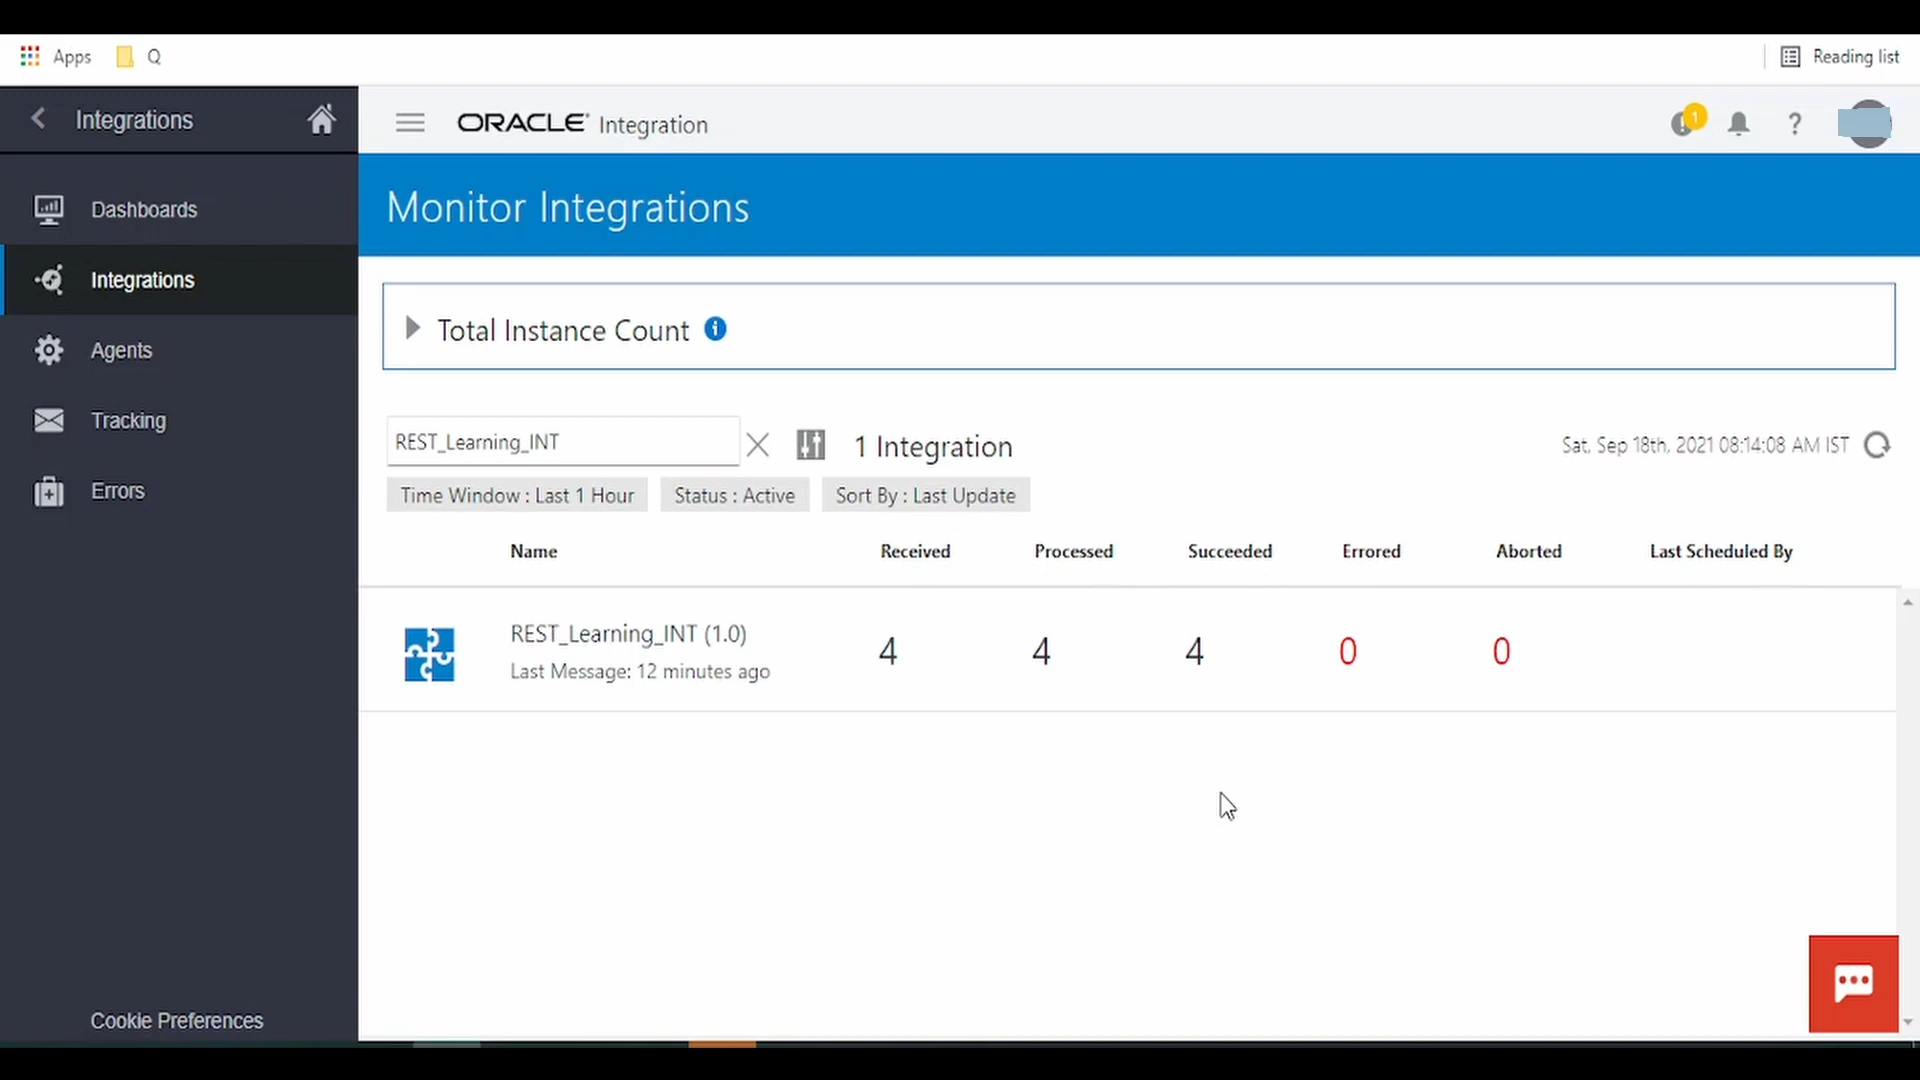 Apps Q Reading list
Integrations
ORACLE Integration 1 ?
Dashboards
Monitor Integrations
Integrations
Total Instance Count i
Agents
Tracking
REST_Learning_INT 1 Integration Sat, Sep 18th, 2021 08:14:08 AM IST
Errors
Time Window : Last 1 Hour Status : Active Sort By : Last Update
Name Received Processed Succeeded Errored Aborted Last Scheduled By
REST_Learning_INT (1.0) 4 4 4 0 0
Last Message: 12 minutes ago
Cookie Preferences